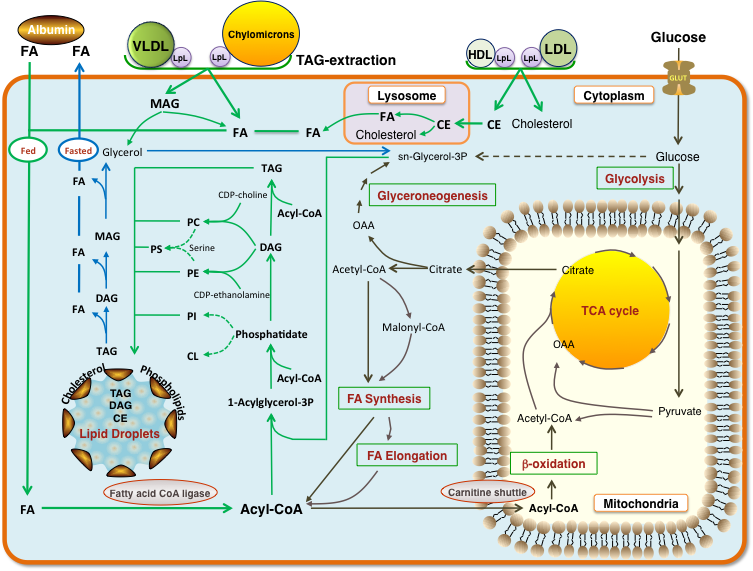 Albumin
FA
FA
VLDL
LpL
LpL
Chylomicrons
TAG-extraction
HDL
LpL
LpL
LDL
Glucose
GLUT
MAG
Lysosome
Cytoplasm
FA
FA
FA
CE
Cholesterol
CE
Cholesterol
Fed
Fasted
Glycerol
sn-Glycerol-3P
Glucose
FA
TAG
Glyceroneogenesis
Glycolysis
CDP-choline
Acyl-CoA
PC
OAA
MAG
PS
Serine
DAG
FA
PE
Acetyl-CoA
Citrate
Citrate
CDP-ethanolamine
TCA cycle
DAG
FA
PI
Phosphatidate
Malonyl-CoA
OAA
TAG
CL
Cholesterol
Phospholipids
Acyl-CoA
TAG
DAG
CE
Lipid Droplets
1-Acylglycerol-3P
FA Synthesis
Acetyl-CoA
Pyruvate
FA Elongation
β-oxidation
Fatty acid CoA ligase
Carnitine shuttle
FA
Acyl-CoA
Acyl-CoA
Mitochondria